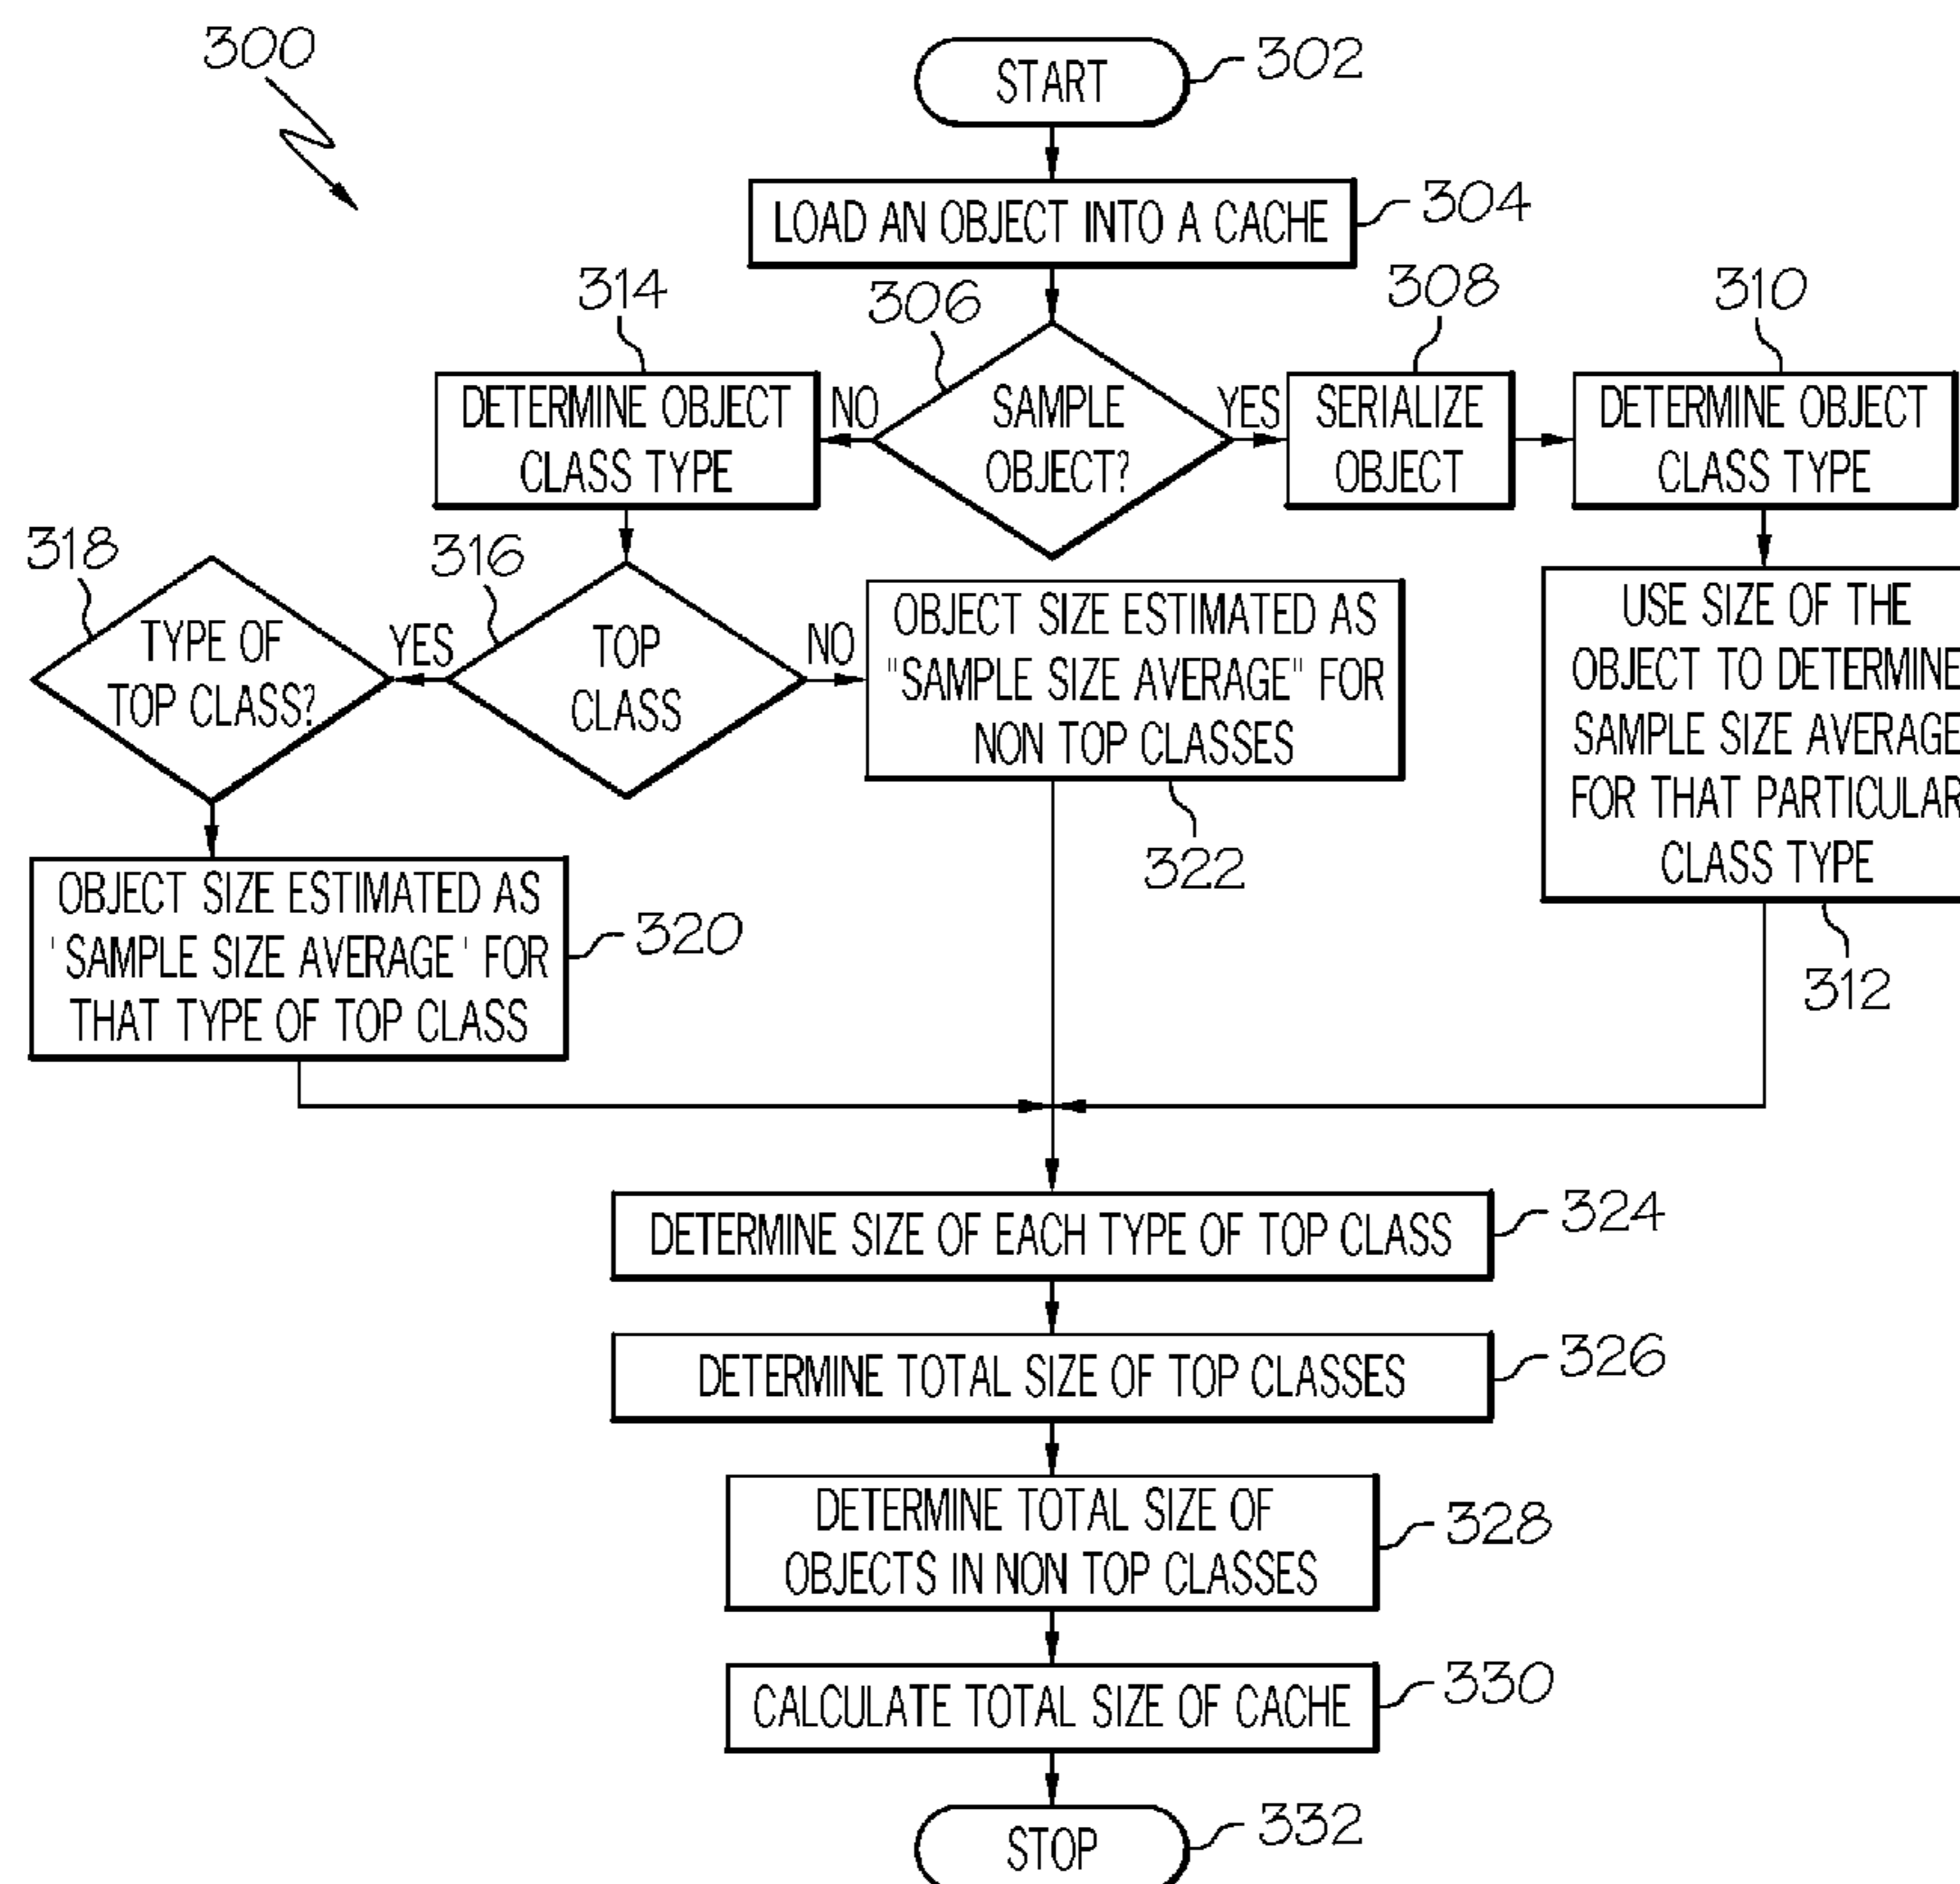 300
START
302
LOAD AN OBJECT INTO A CACHE
304
306
SAMPLE
OBJECT?
YES
NO
308
SERIALIZE
OBJECT
310
DETERMINE OBJECT
CLASS TYPE
USE SIZE OF THE
OBJECT TO DETERMINE
SAMPLE SIZE AVERAGE
FOR THAT PARTICULAR
CLASS TYPE
312
314
DETERMINE OBJECT
CLASS TYPE
316
TOP
CLASS
YES
NO
318
TYPE OF
TOP CLASS?
OBJECT SIZE ESTIMATED AS
'SAMPLE SIZE AVERAGE' FOR
THAT TYPE OF TOP CLASS
320
OBJECT SIZE ESTIMATED AS
"SAMPLE SIZE AVERAGE" FOR
NON TOP CLASSES
322
DETERMINE SIZE OF EACH TYPE OF TOP CLASS
324
DETERMINE TOTAL SIZE OF TOP CLASSES
326
DETERMINE TOTAL SIZE OF
OBJECTS IN NON TOP CLASSES
328
CALCULATE TOTAL SIZE OF CACHE
330
STOP
332